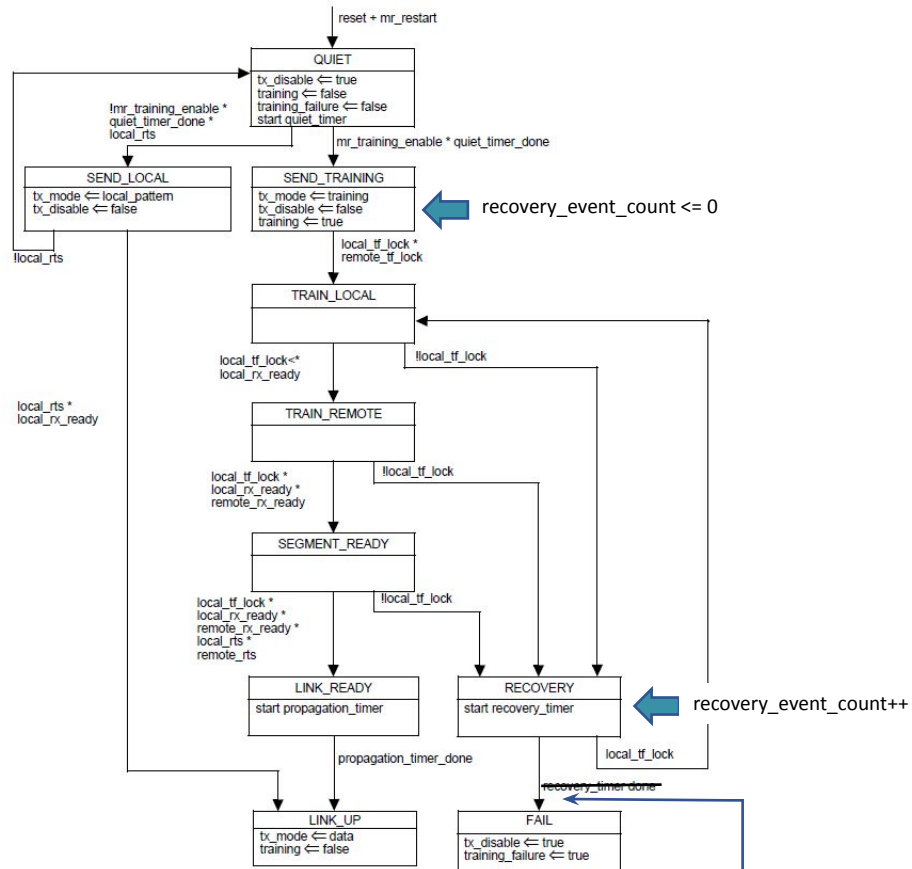 reset + mr_restart
QUIET
tx_disable ⇐ true
training ⇐ false
training_failure ⇐ false
start quiet_timer
!mr_training_enable *
quiet_timer_done *
local_rts
mr_training_enable * quiet_timer_done
SEND_LOCAL
tx_mode ⇐ local_pattern
tx_disable ⇐ false
SEND_TRAINING
tx_mode ⇐ training
tx_disable ⇐ false
training ⇐ true
recovery_event_count <= 0
!local_rts
local_tf_lock *
remote_tf_lock
TRAIN_LOCAL
local_tf_lock<*
local_rx_ready
!local_tf_lock
local_rts *
local_rx_ready
TRAIN_REMOTE
local_tf_lock *
local_rx_ready *
remote_rx_ready
!local_tf_lock
SEGMENT_READY
local_tf_lock *
local_rx_ready *
remote_rx_ready *
local_rts *
remote_rts
!local_tf_lock
LINK_READY
start propagation_timer
RECOVERY
start recovery_timer
recovery_event_count++
local_tf_lock
propagation_timer_done
recovery_timer done
LINK_UP
tx_mode ⇐ data
training ⇐ false
FAIL
tx_disable ⇐ true
training_failure ⇐ true